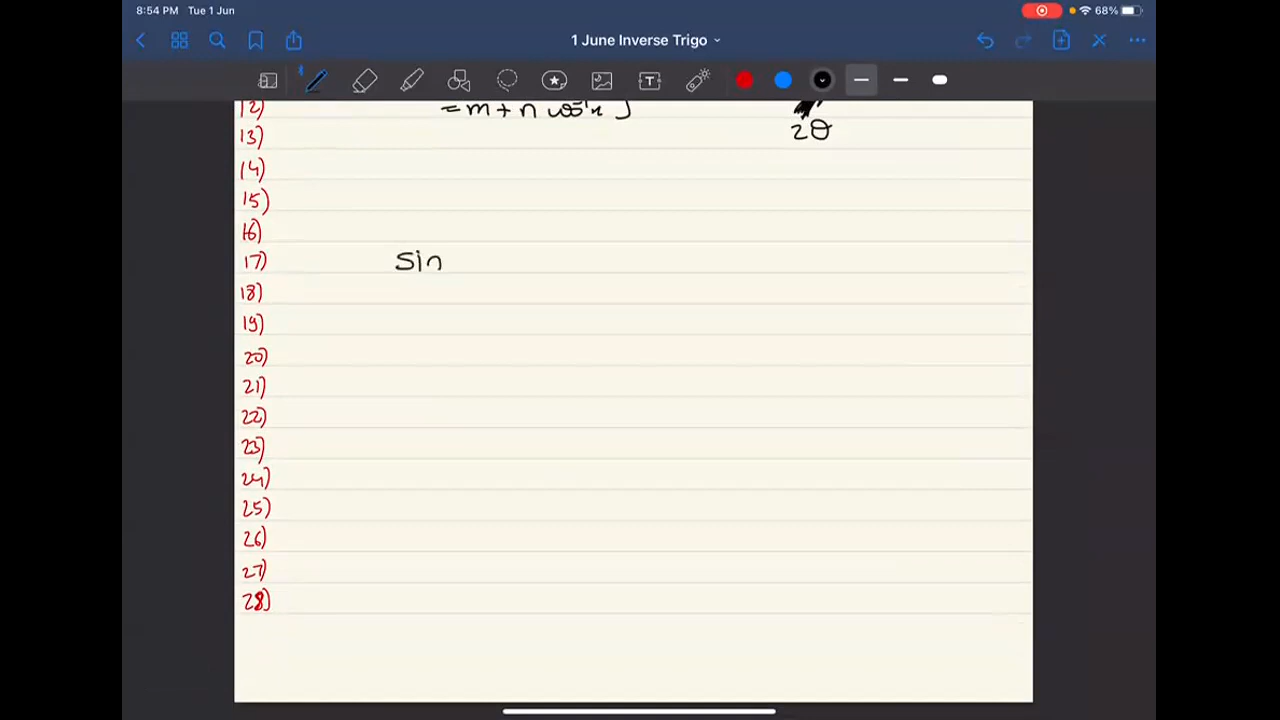 8:54 PM Tue 1 Jun 68%
1 June Inverse Trigo
T
12) = m + n cos⁻¹x J
13) 2θ
14)
15)
16)
17) sin
18)
19)
20)
21)
22)
23)
24)
25)
26)
27)
28)